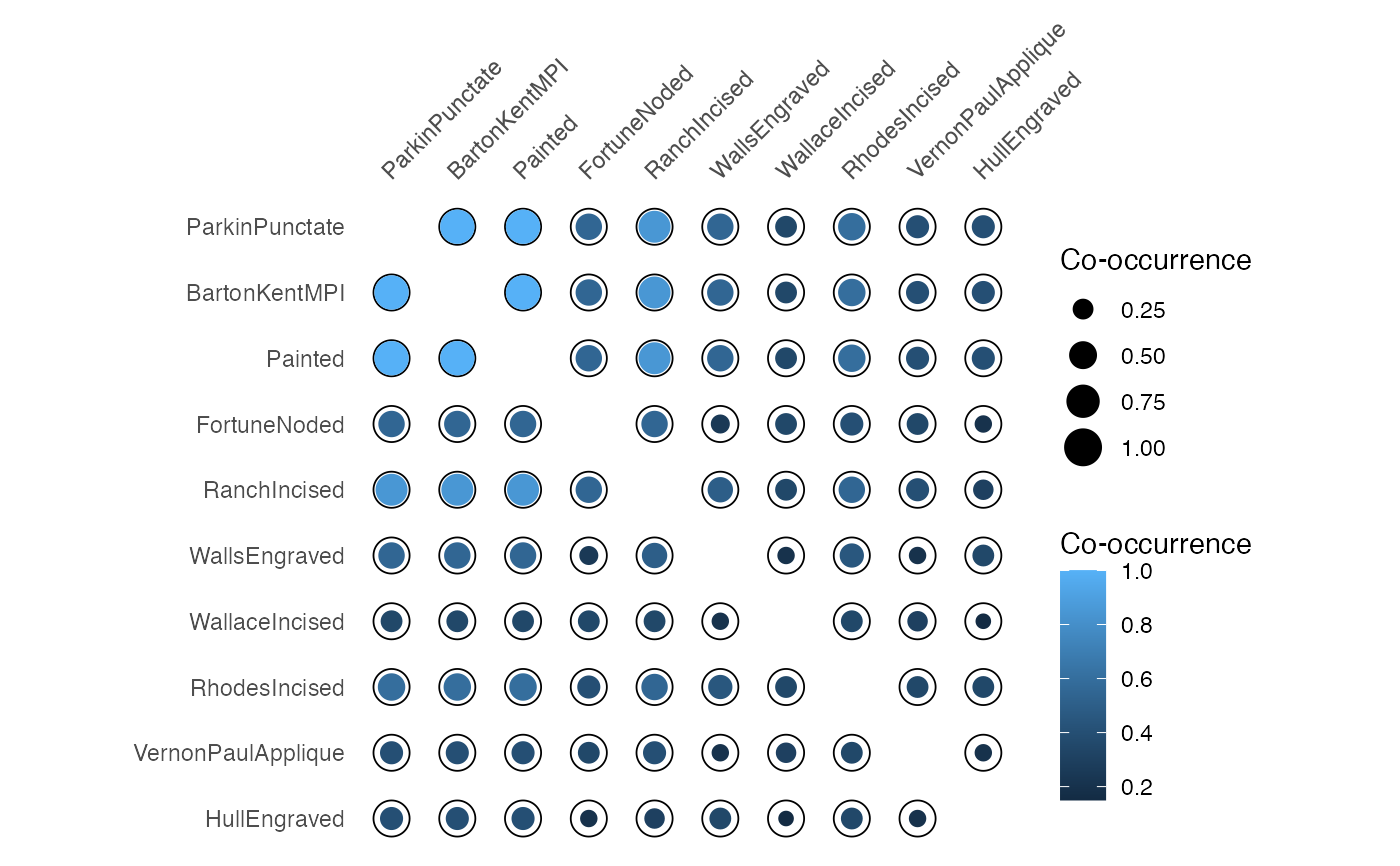 ParkinPunctate
BartonKentMPI
Painted
FortuneNoded
RanchIncised
WallsEngraved
WallaceIncised
RhodesIncised
VernonPaulApplique
HullEngraved
ParkinPunctate
BartonKentMPI
Painted
FortuneNoded
RanchIncised
WallsEngraved
WallaceIncised
RhodesIncised
VernonPaulApplique
HullEngraved
Co-occurrence
0.25
0.50
0.75
1.00
Co-occurrence
1.0
0.8
0.6
0.4
0.2